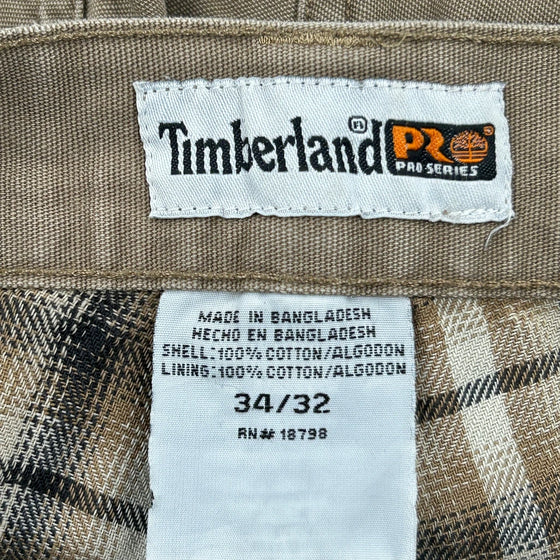 Timberland PRO
PRO SERIES
MADE IN BANGLADESH
HECHO EN BANGLADESH
SHELL:100% COTTON/ALGODON
LINING:100% COTTON/ALGODON
34/32
RN# 18798